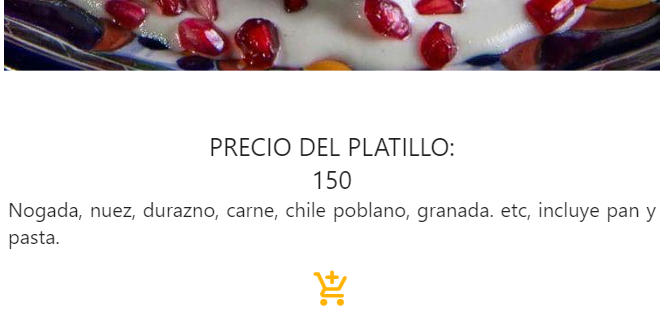 PRECIO DEL PLATILLO:
150
Nogada, nuez, durazno, carne, chile poblano, granada. etc, incluye pan y
pasta.